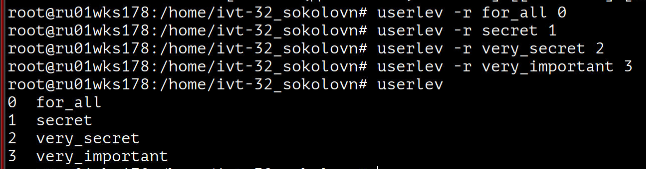 root@ru01wks178:/home/ivt-32_sokolovn# userlev -r for_all 0
root@ru01wks178:/home/ivt-32_sokolovn# userlev -r secret 1
root@ru01wks178:/home/ivt-32_sokolovn# userlev -r very_secret 2
root@ru01wks178:/home/ivt-32_sokolovn# userlev -r very_important 3
root@ru01wks178:/home/ivt-32_sokolovn# userlev
0 for_all
1 secret
2 very_secret
3 very_important